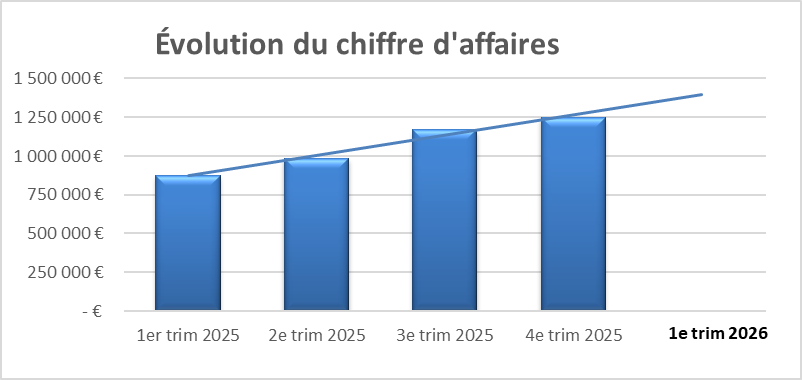 Évolution du chiffre d'affaires
1 500 000 €
1 250 000 €
1 000 000 €
750 000 €
500 000 €
250 000 €
- €
1er trim 2025 2e trim 2025 3e trim 2025 4e trim 2025 1e trim 2026